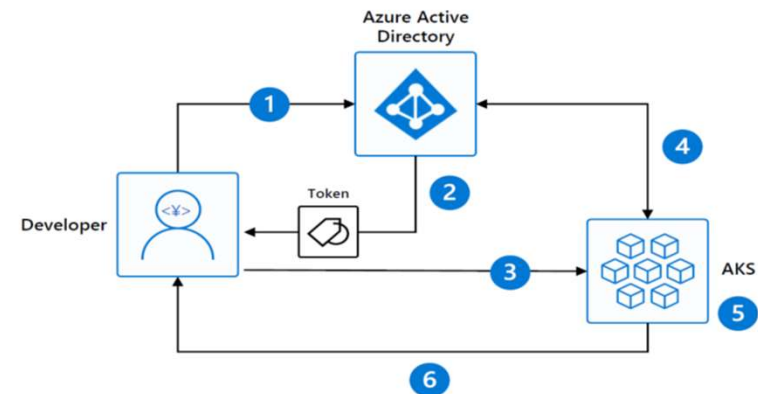 Azure Active
Directory
1
4
2
Token
<¥>
Developer
3
AKS
5
6